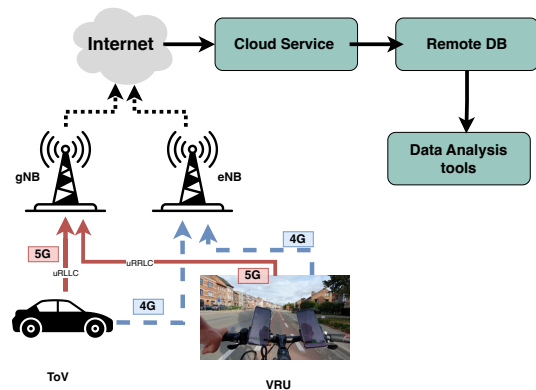 Internet
Cloud Service
Remote DB
Data Analysis
tools
gNB
eNB
5G
uRLLC
uRRLC
4G
5G
4G
ToV
VRU